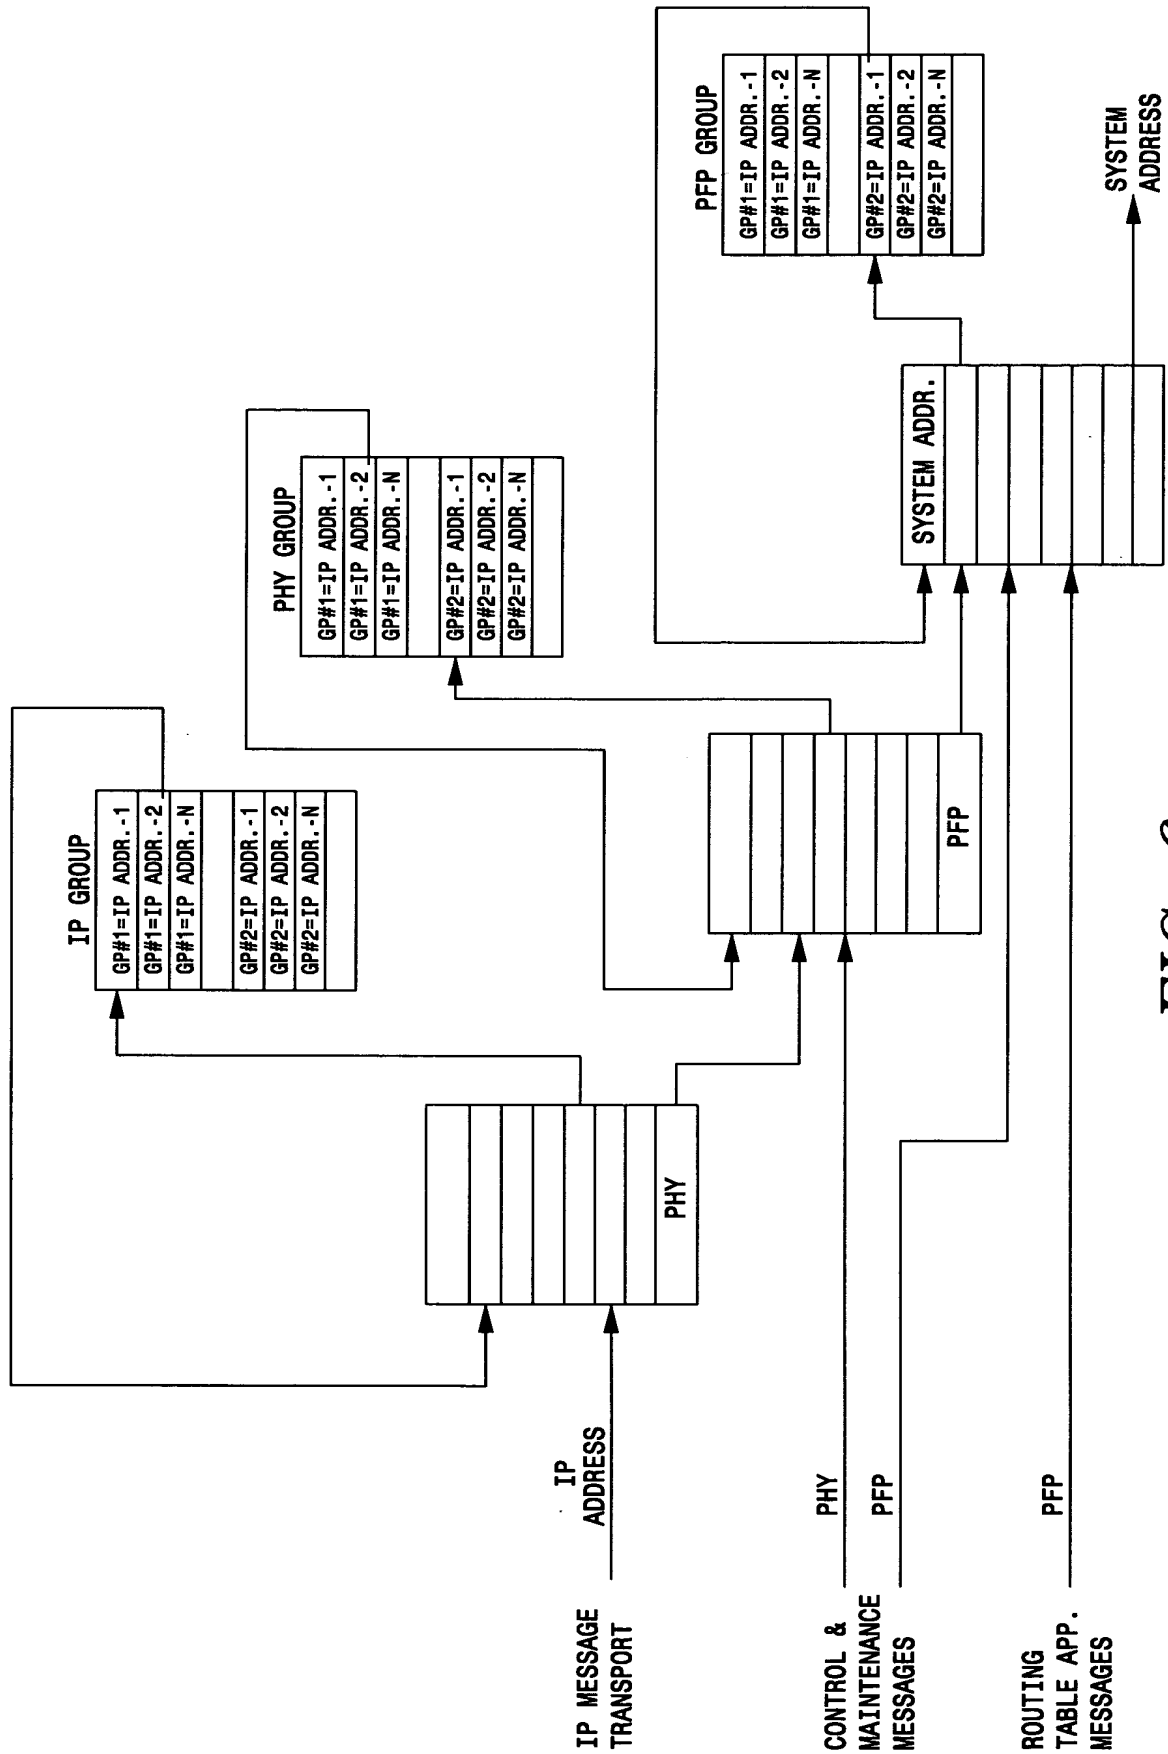 IP GROUP
GP#1=IP ADDR.-1
GP#1=IP ADDR.-2
GP#1=IP ADDR.-N
GP#2=IP ADDR.-1
GP#2=IP ADDR.-2
GP#2=IP ADDR.-N
PHY GROUP
GP#1=IP ADDR.-1
GP#1=IP ADDR.-2
GP#1=IP ADDR.-N
GP#2=IP ADDR.-1
GP#2=IP ADDR.-2
GP#2=IP ADDR.-N
PFP GROUP
GP#1=IP ADDR.-1
GP#1=IP ADDR.-2
GP#1=IP ADDR.-N
GP#2=IP ADDR.-1
GP#2=IP ADDR.-2
GP#2=IP ADDR.-N
IP MESSAGE
TRANSPORT
IP
ADDRESS
PHY
CONTROL &
MAINTENANCE
MESSAGES
PHY
PFP
PFP
ROUTING
TABLE APP.
MESSAGES
PFP
SYSTEM ADDR.
SYSTEM
ADDRESS